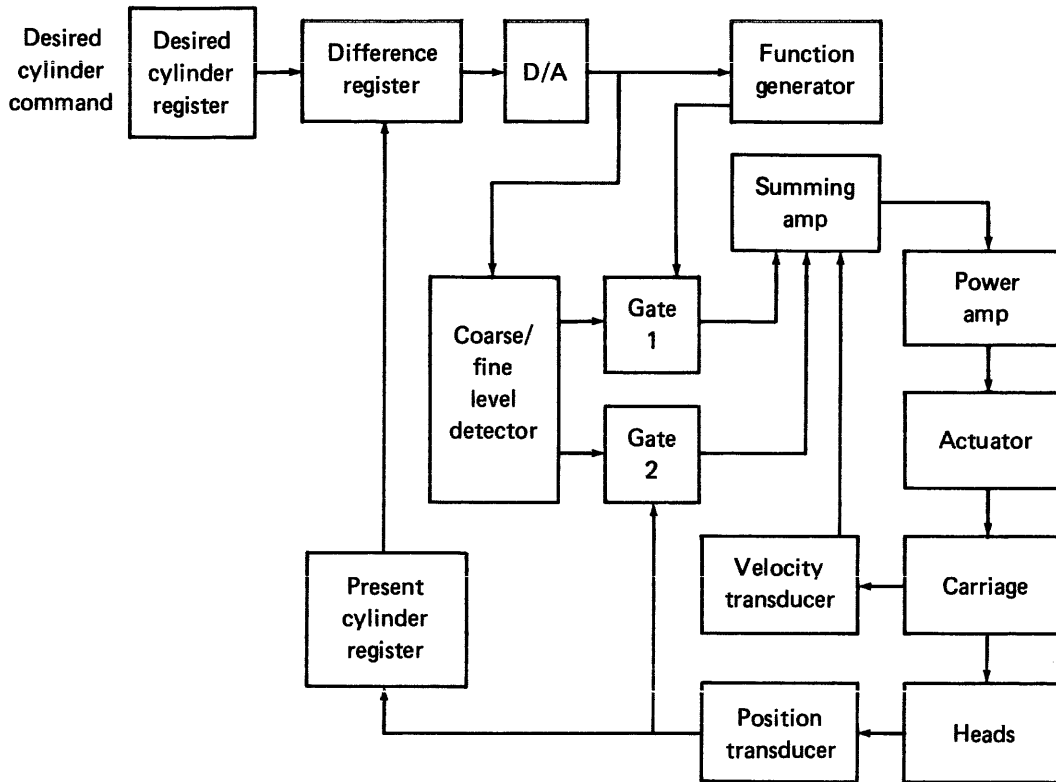 Desired
cylinder
command
Desired
cylinder
register
Difference
register
D/A
Function
generator
Summing
amp
Power
amp
Coarse/
fine
level
detector
Gate
1
Gate
2
Actuator
Present
cylinder
register
Velocity
transducer
Carriage
Position
transducer
Heads